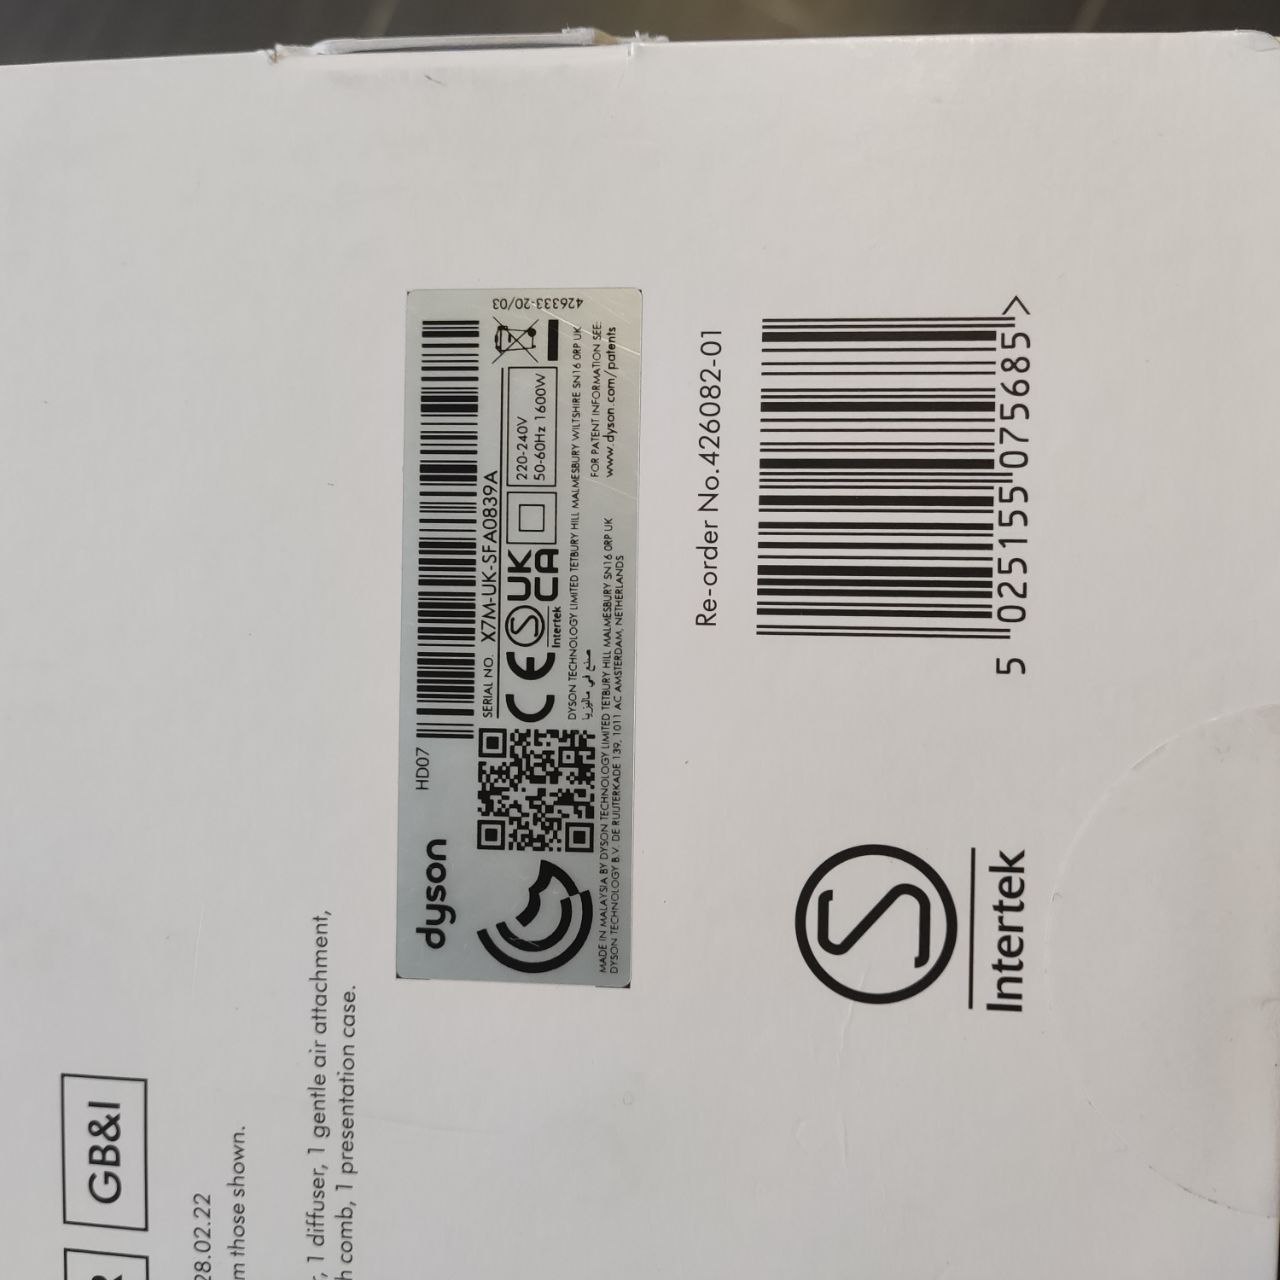 GB&I
28.02.22
those shown.
1 diffuser, 1 gentle air attachment,
comb, 1 presentation case.
dyson
HD07
SERIAL NO. X7M-UK-SFA0839A
CE
S
Intertek
UK
CA
220-240V
50-60Hz 1600W
426333-20/03
DYSON TECHNOLOGY LIMITED TETBURY HILL MALMESBURY WILTSHIRE SN16 0RP UK
صنع في ماليزيا
FOR PATENT INFORMATION SEE:
www.dyson.com/patents
MADE IN MALAYSIA BY DYSON TECHNOLOGY LIMITED TETBURY HILL MALMESBURY SN16 0RP UK
DYSON TECHNOLOGY B.V. DE RUIJTERKADE 139, 1011 AC AMSTERDAM, NETHERLANDS
Re-order No.426082-01
5 025155 075685 >
S
Intertek